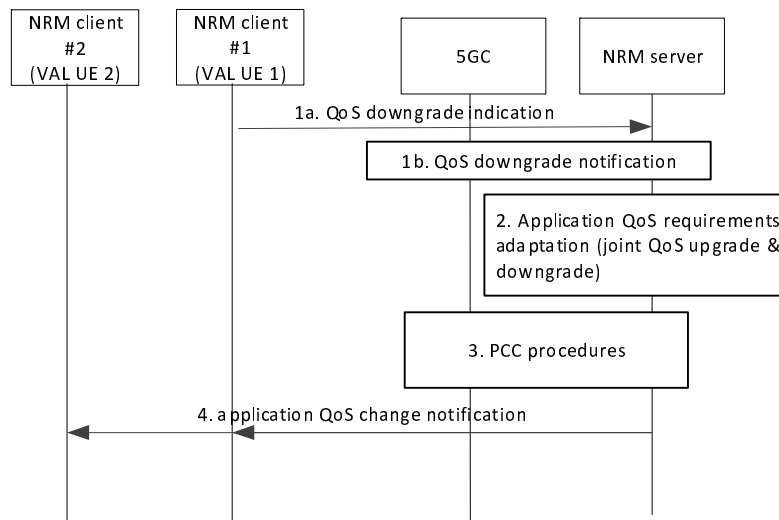 NRM client
#2
(VAL UE 2)
NRM client
#1
(VAL UE 1)
5GC
NRM server
1a. QoS downgrade indication
1b. QoS downgrade notification
2. Application QoS requirements
adaptation (joint QoS upgrade &
downgrade)
3. PCC procedures
4. application QoS change notification